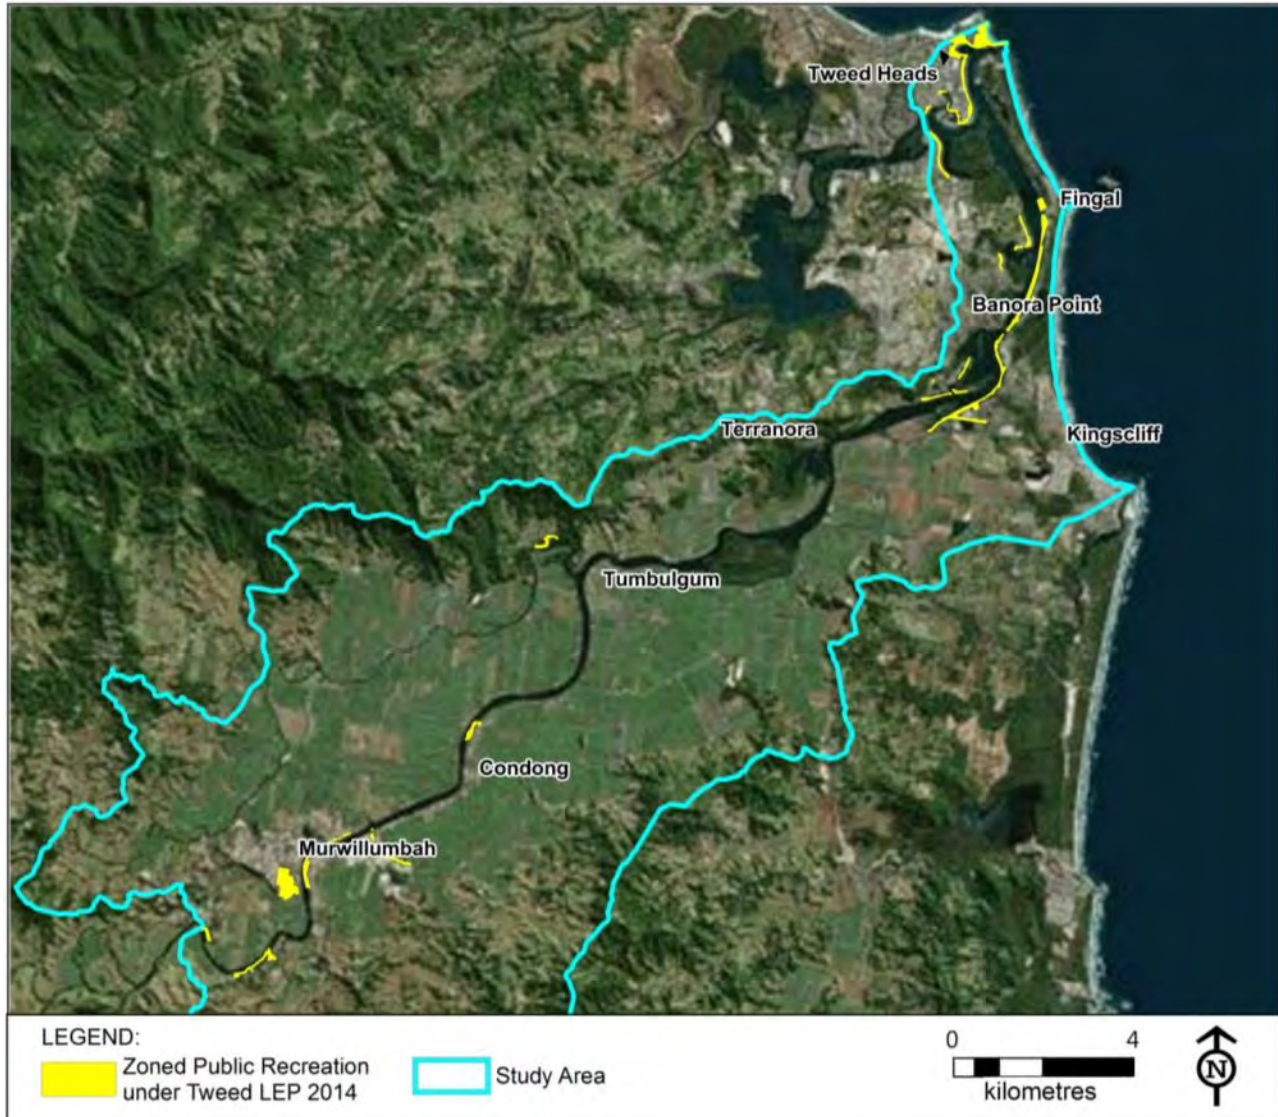 Tweed Heads
Fingal
Banora Point
Terranora
Kingscliff
Tumbulgum
Condong
Murwillumbah
LEGEND:
Zoned Public Recreation
under Tweed LEP 2014
Study Area
0 4
kilometres
N